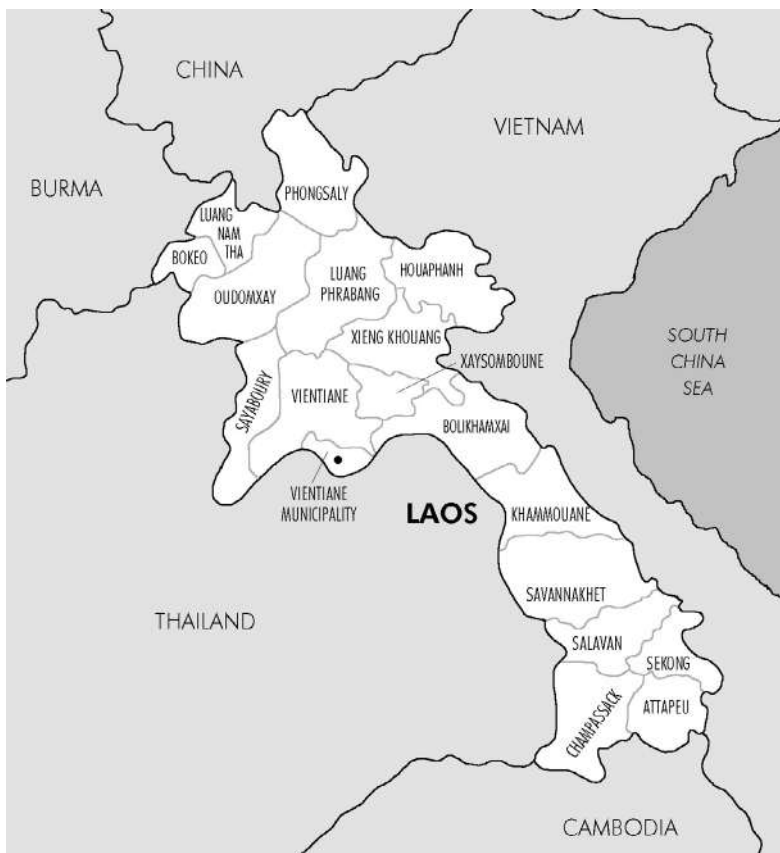 CHINA
VIETNAM
BURMA
PHONGSALY
LUANG
NAM
THA
BOKEO
HOUAPHANH
LUANG
PHRABANG
OUDOMXAY
XIENG KHOUANG
SOUTH
CHINA
SEA
XAYSOMBOUNE
SAYABOURY
VIENTIANE
BOLIKHAMXAI
VIENTIANE
MUNICIPALITY
LAOS
KHAMMOUANE
SAVANNAKHET
THAILAND
SALAVAN
SEKONG
CHAMPASSACK
ATTAPEU
CAMBODIA